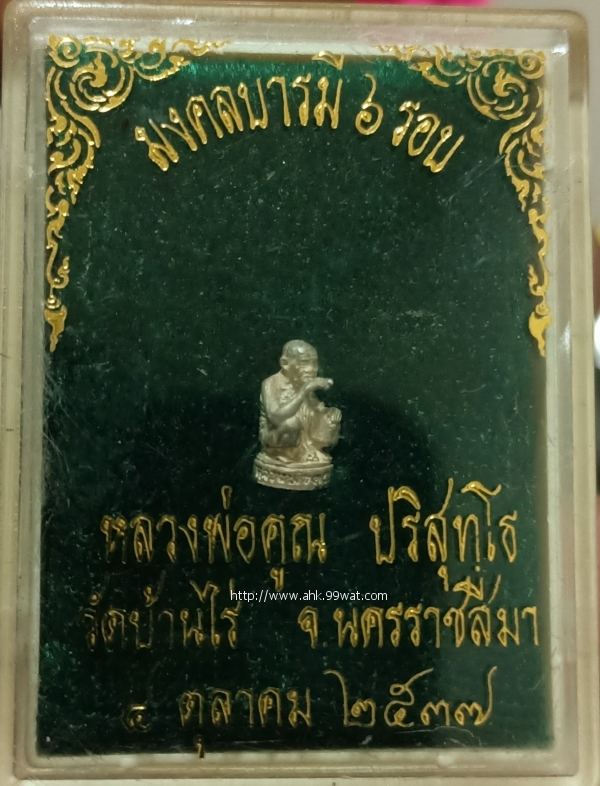 มงคลบารมี ๖ รอบ
หลวงพ่อคูณ ปริสุทฺโธ
http://www.ahk.99wat.com
วัดบ้านไร่ จ.นครราชสีมา
๔ ตุลาคม ๒๕๓๗